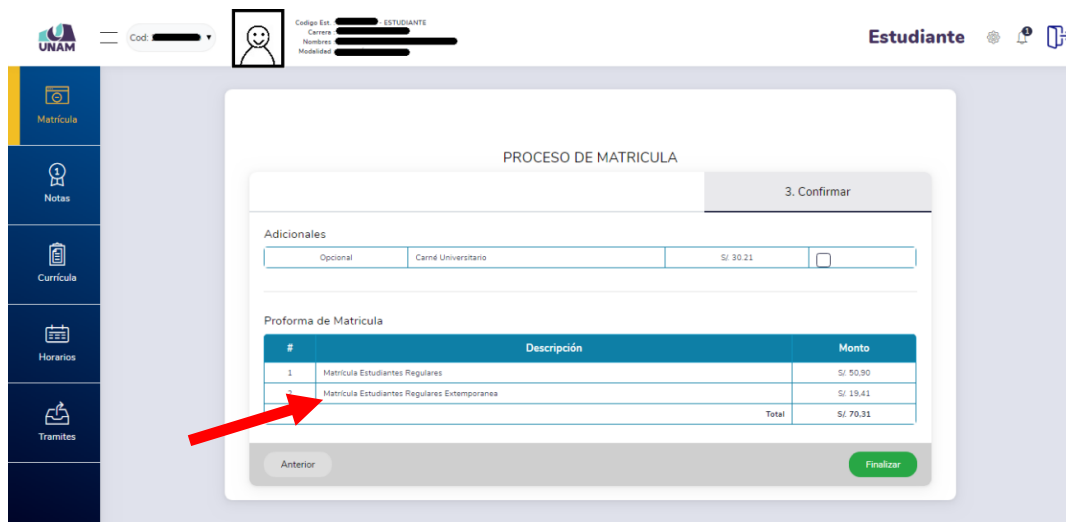 UNAM
Cod:
Codigo Est. : - ESTUDIANTE
Carrera :
Nombres :
Modalidad :
Estudiante
1
Matrícula
1
Notas
Currícula
Horarios
Tramites
PROCESO DE MATRICULA
3. Confirmar
Adicionales
Opcional Carné Universitario S/. 30.21
Proforma de Matricula
# Descripción Monto
1 Matrícula Estudiantes Regulares S/. 50,90
Matrícula Estudiantes Regulares Extemporanea S/. 19,41
Total S/. 70,31
Anterior Finalizar